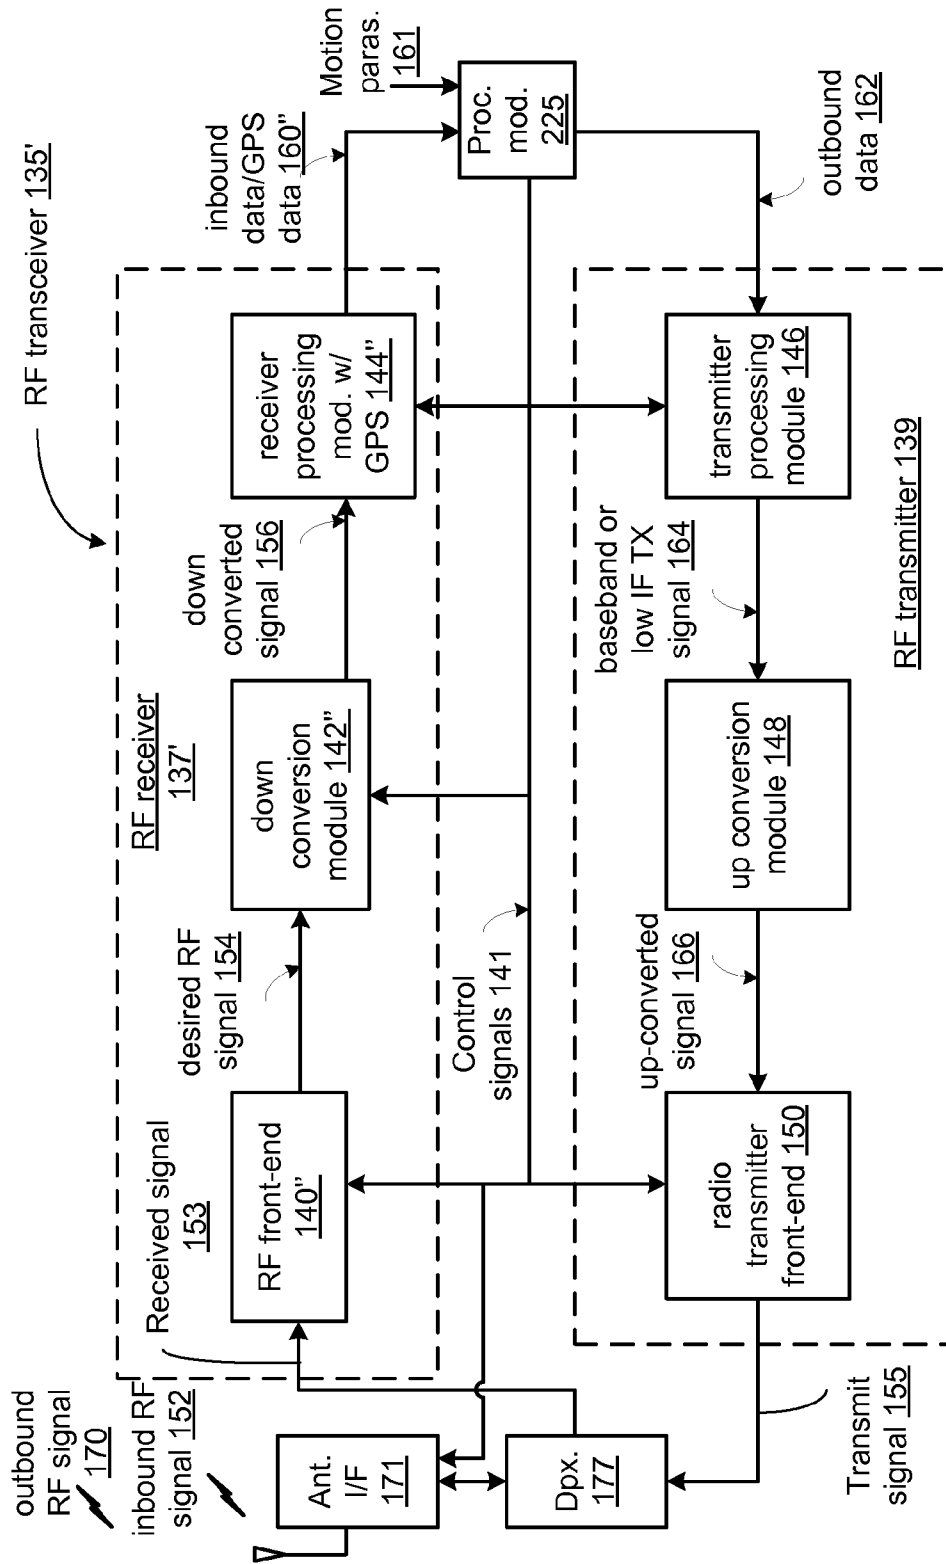 RF transceiver 135'
outbound
RF signal
170
inbound RF
signal 152
Received signal
153
RF receiver
137'
desired RF
signal 154
down
converted
signal 156
inbound
data/GPS
data 160"
Motion
paras.
161
Ant.
I/F
171
RF front-end
140"
down
conversion
module 142"
receiver
processing
mod. w/
GPS 144"
Proc.
mod.
225
Control
signals 141
Dpx.
177
Transmit
signal 155
radio
transmitter
front-end 150
up-converted
signal 166
up conversion
module 148
baseband or
low IF TX
signal 164
transmitter
processing
module 146
outbound
data 162
RF transmitter 139